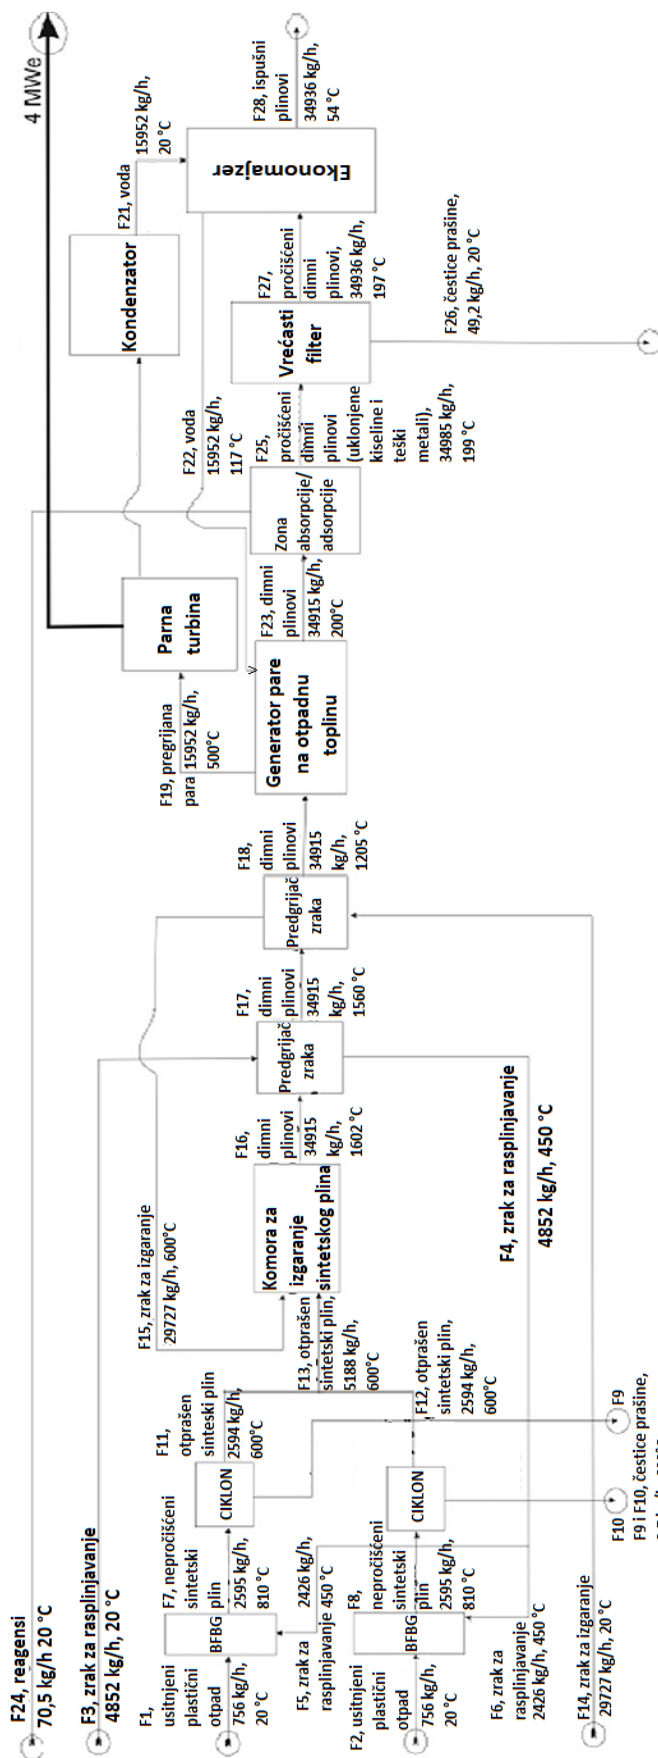 F24, reagensi
70,5 kg/h 20 °C
F3, zrak za rasplinjavanje
4852 kg/h, 20 °C
F1,
usitnjeni
plastični
otpad
756 kg/h,
20 °C
BFBG
F7, nepročišćeni
sintetski
plin
2595 kg/h,
810 °C
F5, zrak za
rasplinjavanje 450 °C
2426 kg/h,
F2, usitnjeni
plastični
otpad
756 kg/h,
20 °C
BFBG
F8,
nepročišćeni
sintetski
plin
2595 kg/h,
810 °C
F6, zrak za
rasplinjavanje
2426 kg/h, 450 °C
F14, zrak za izgaranje
29727 kg/h, 20 °C
CIKLON
F11,
otprašen
sinteski plin
2594 kg/h,
600°C
CIKLON
F12, otprašen
sintetski plin,
2594 kg/h,
600°C
F9
F10
F9 i F10, čestice prašine,
F13, otprašen
sintetski plin,
5188 kg/h,
600°C
F15, zrak za izgaranje
29727 kg/h, 600°C
Komora za
izgaranje
sintetskog plina
F4, zrak za rasplinjavanje
4852 kg/h, 450 °C
F16,
dimni
plinovi
34915
kg/h,
1602 °C
Predgrijač
zraka
F17,
dimni
plinovi
34915
kg/h,
1560 °C
Predgrijač
zraka
F18,
dimni
plinovi
34915
kg/h,
1205 °C
Generator pare
na otpadnu
toplinu
F19, pregrijana
para 15952 kg/h,
500°C
Parna
turbina
4 MWe
F23, dimni
plinovi
34915 kg/h,
200°C
Zona
absorpcije/
adsorpcije
F22, voda
15952 kg/h,
117 °C
F25,
pročišćeni
dimni
plinovi
(uklonjene
kiseline i
teški
metali),
34985 kg/h,
199 °C
Kondenzator
F21, voda
15952 kg/h,
20 °C
Vrećasti
filter
F26, čestice prašine,
49,2 kg/h, 20 °C
F27,
pročišćeni
dimni
plinovi,
34936 kg/h,
197 °C
Ekonomajzer
F28, ispušni
plinovi
34936 kg/h,
54 °C